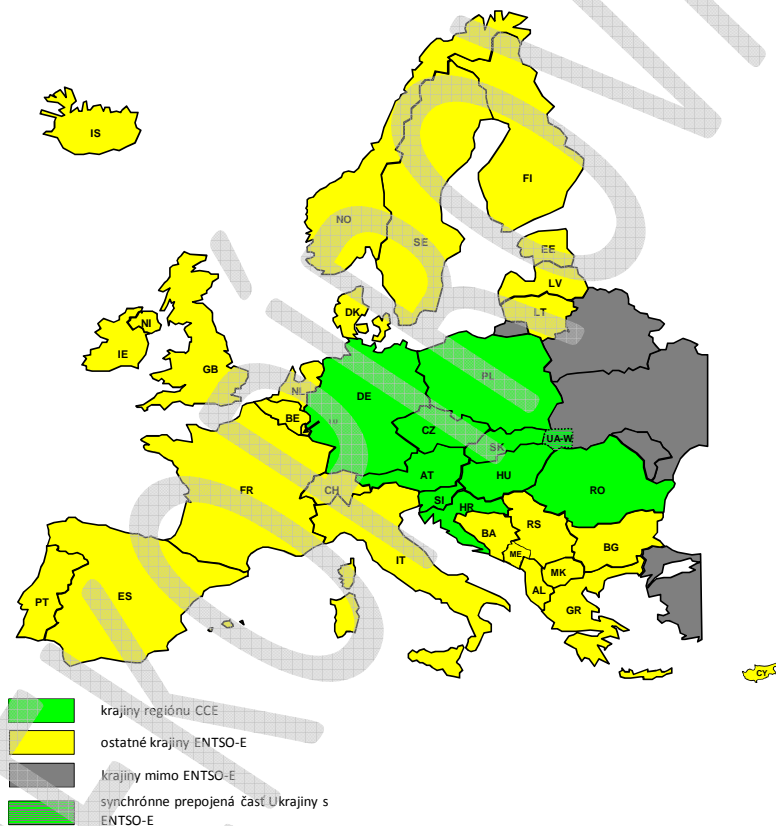 IS
FI
NO
SE
EE
LV
LT
DK
NI
IE
GB
NL
BE
DE
PL
CZ
SK
UA-W
FR
CH
AT
HU
RO
SI
HR
BA
RS
ME
BG
IT
MK
AL
GR
PT
ES
CY
krajiny regiónu CCE
ostatné krajiny ENTSO-E
krajiny mimo ENTSO-E
synchrónne prepojená časť Ukrajiny s
ENTSO-E